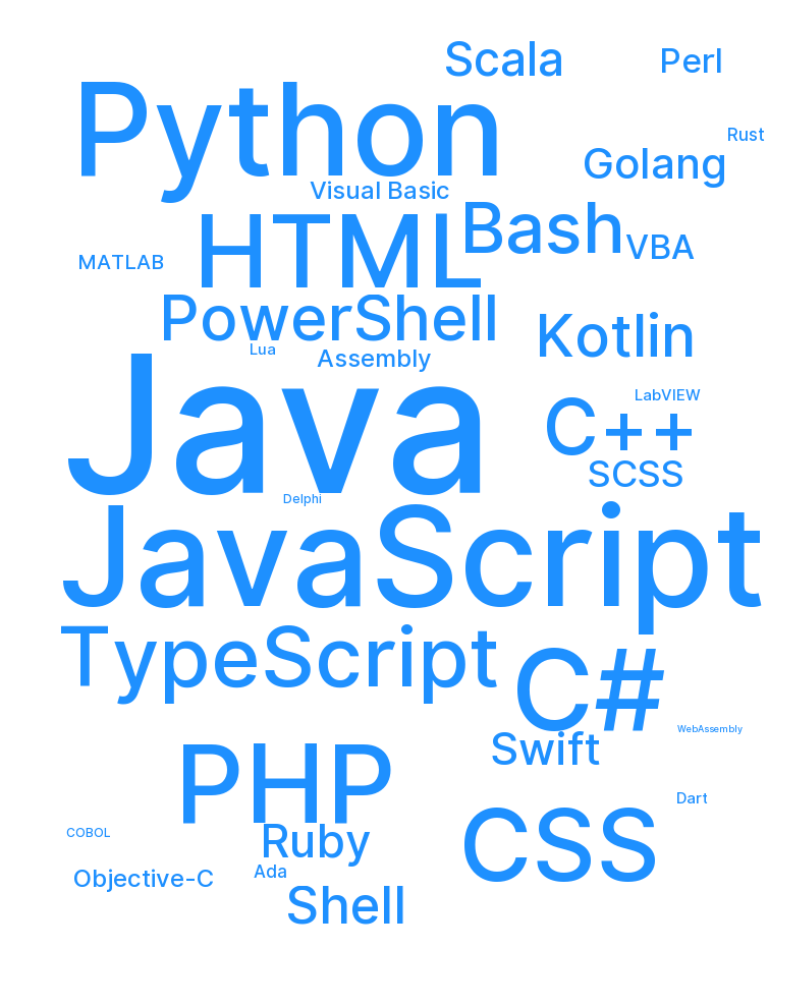 Scala
Perl
Python
Rust
Golang
Visual Basic
Bash
HTML
VBA
MATLAB
PowerShell
Kotlin
Lua
Assembly
Java
LabVIEW
C++
SCSS
Delphi
JavaScript
TypeScript
C#
WebAssembly
Swift
PHP
Dart
COBOL
Ruby
CSS
Ada
Objective-C
Shell